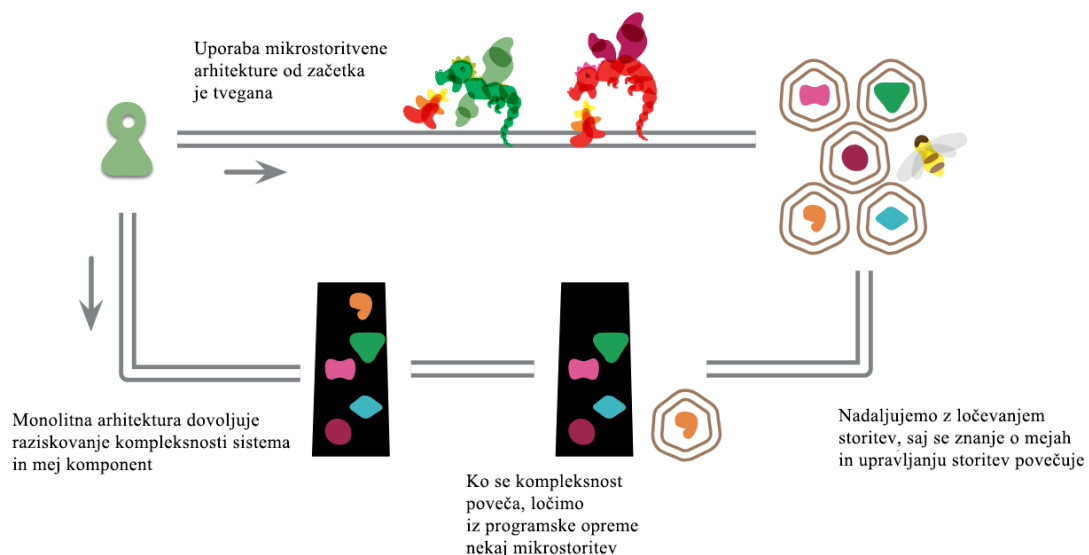 Uporaba mikrostoritvene
arhitekture od začetka
je tvegana
Monolitna arhitektura dovoljuje
raziskovanje kompleksnosti sistema
in mej komponent
Ko se kompleksnost
poveča, ločimo
iz programske opreme
nekaj mikrostoritev
Nadaljujemo z ločevanjem
storitev, saj se znanje o mejah
in upravljanju storitev povečuje